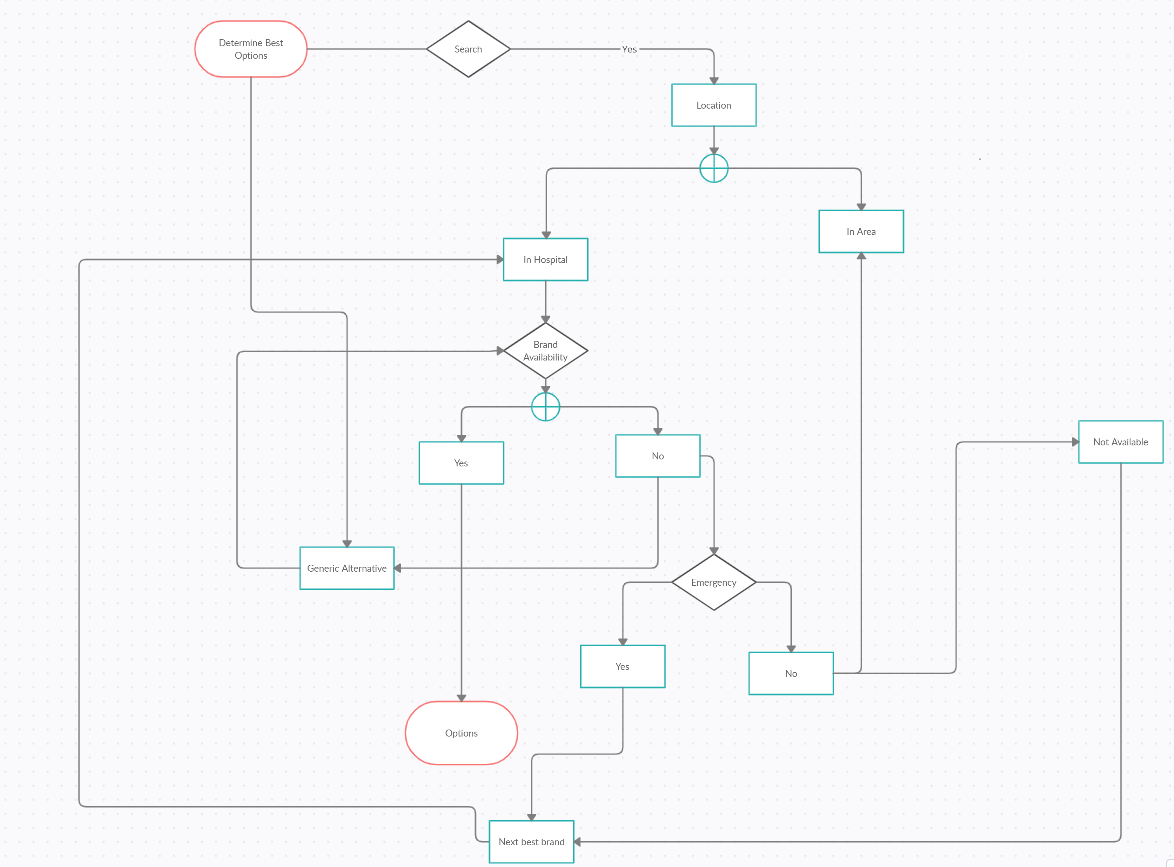 Determine Best
Options
Search
Yes
Location
In Area
In Hospital
Brand
Availability
Yes
No
Not Available
Generic Alternative
Emergency
Yes
No
Options
Next best brand